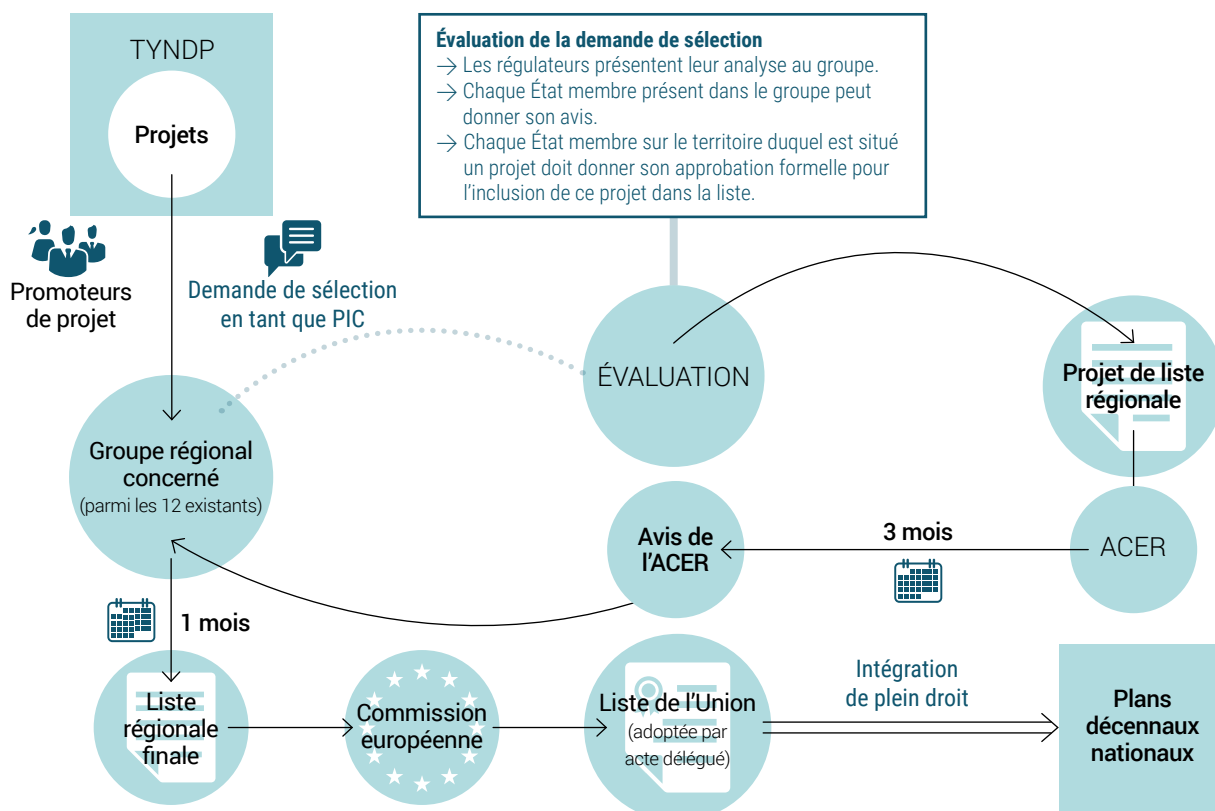 TYNDP
Projets
Évaluation de la demande de sélection
→ Les régulateurs présentent leur analyse au groupe.
→ Chaque État membre présent dans le groupe peut
donner son avis.
→ Chaque État membre sur le territoire duquel est situé
un projet doit donner son approbation formelle pour
l'inclusion de ce projet dans la liste.
Promoteurs
de projet
Demande de sélection
en tant que PIC
ÉVALUATION
Projet de liste
régionale
Groupe régional
concerné
(parmi les 12 existants)
Avis de
l'ACER
3 mois
ACER
1 mois
Liste
régionale
finale
Commission
européenne
Liste de l'Union
(adoptée par
acte délégué)
Intégration
de plein droit
Plans
décennaux
nationaux